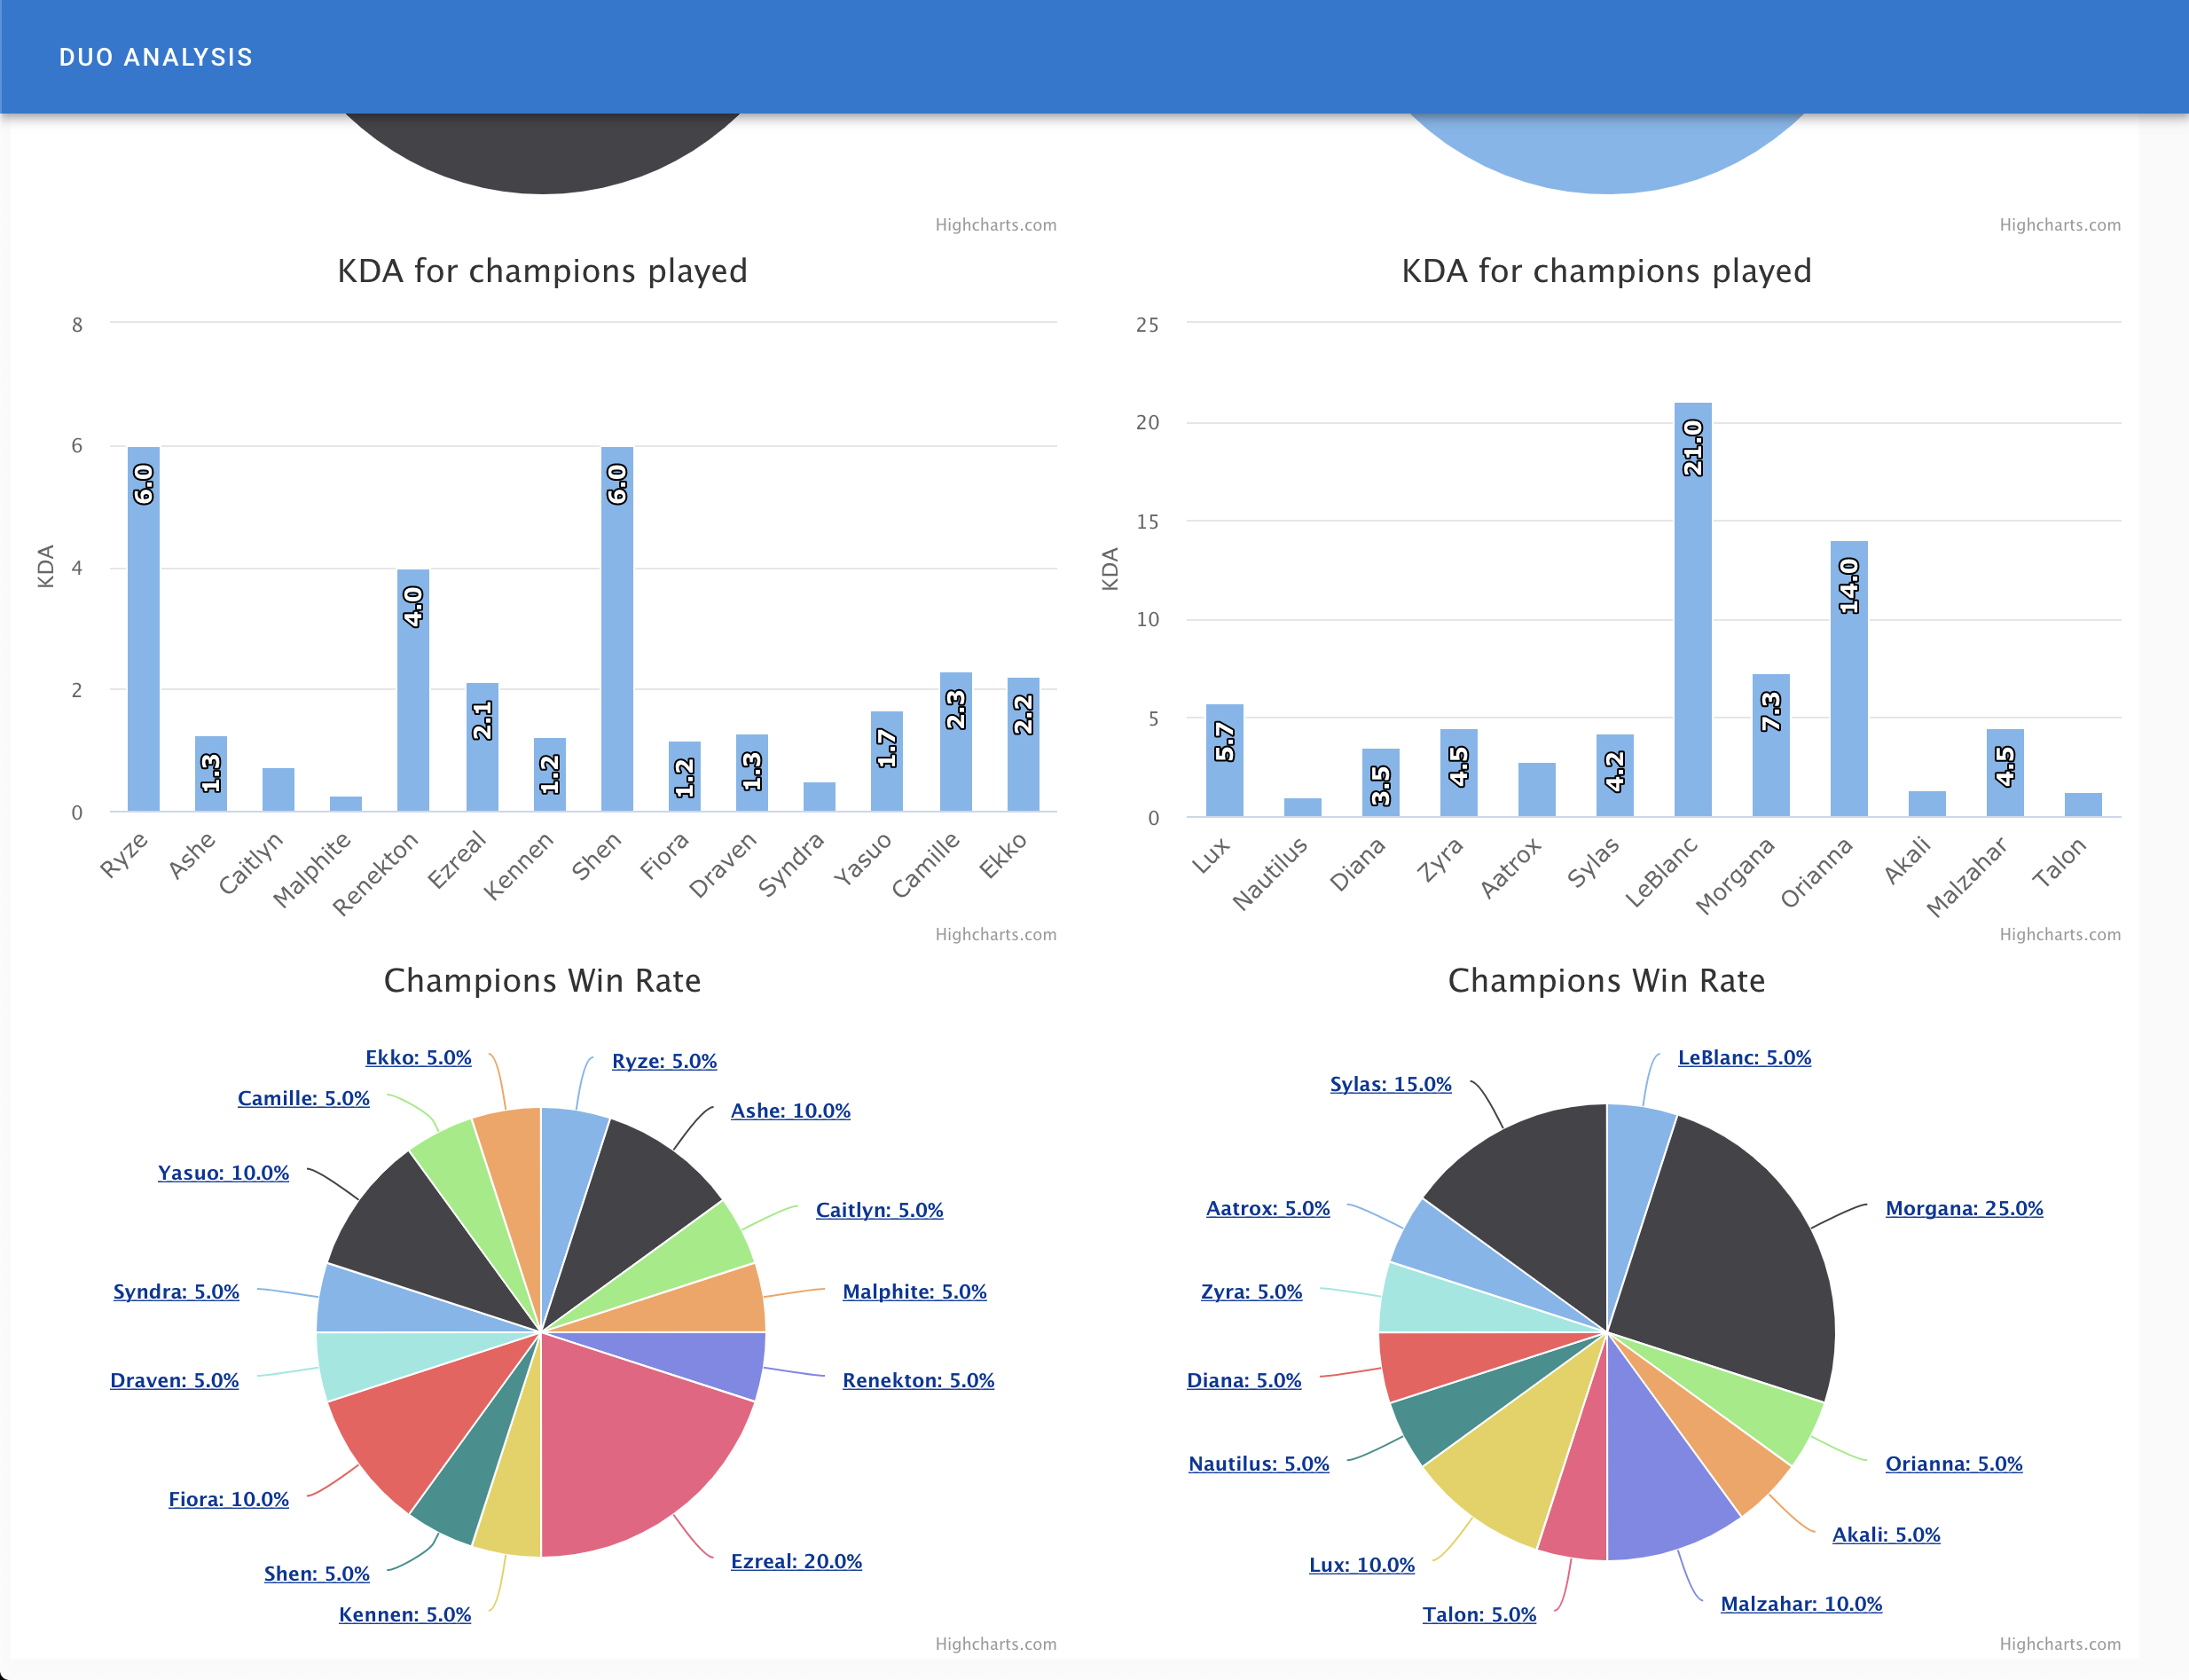 DUO ANALYSIS
Highcharts.com
KDA for champions played
8
6
4
2
0
KDA
6.0
1.3
4.0
2.1
1.2
6.0
1.2
1.3
1.7
2.3
2.2
Ryze
Ashe
Caitlyn
Malphite
Renekton
Ezreal
Kennen
Shen
Fiora
Draven
Syndra
Yasuo
Camille
Ekko
Highcharts.com
Champions Win Rate
Ekko: 5.0%
Ryze: 5.0%
Camille: 5.0%
Ashe: 10.0%
Yasuo: 10.0%
Caitlyn: 5.0%
Syndra: 5.0%
Malphite: 5.0%
Draven: 5.0%
Renekton: 5.0%
Fiora: 10.0%
Ezreal: 20.0%
Shen: 5.0%
Kennen: 5.0%
Highcharts.com
Highcharts.com
KDA for champions played
25
20
15
10
5
0
KDA
5.7
3.5
4.5
4.2
21.0
7.3
14.0
4.5
Lux
Nautilus
Diana
Zyra
Aatrox
Sylas
LeBlanc
Morgana
Orianna
Akali
Malzahar
Talon
Highcharts.com
Champions Win Rate
LeBlanc: 5.0%
Sylas: 15.0%
Aatrox: 5.0%
Morgana: 25.0%
Zyra: 5.0%
Diana: 5.0%
Nautilus: 5.0%
Orianna: 5.0%
Akali: 5.0%
Lux: 10.0%
Malzahar: 10.0%
Talon: 5.0%
Highcharts.com